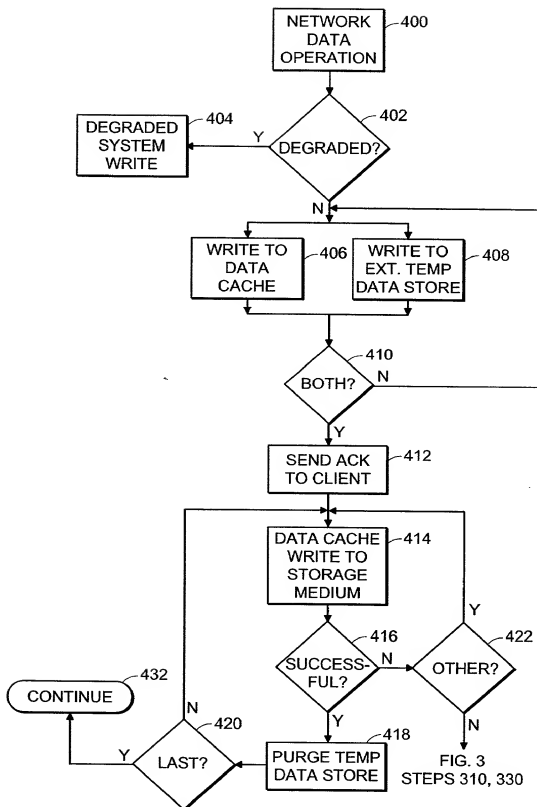 NETWORK
DATA
OPERATION
400
402
DEGRADED?
Y
N
404
DEGRADED
SYSTEM
WRITE
WRITE TO
DATA
CACHE
406
WRITE TO
EXT. TEMP
DATA STORE
408
410
BOTH?
N
Y
SEND ACK
TO CLIENT
412
DATA CACHE
WRITE TO
STORAGE
MEDIUM
414
416
SUCCESS-
FUL?
N
Y
422
OTHER?
Y
N
FIG. 3
STEPS 310, 330
PURGE TEMP
DATA STORE
418
420
LAST?
N
Y
432
CONTINUE